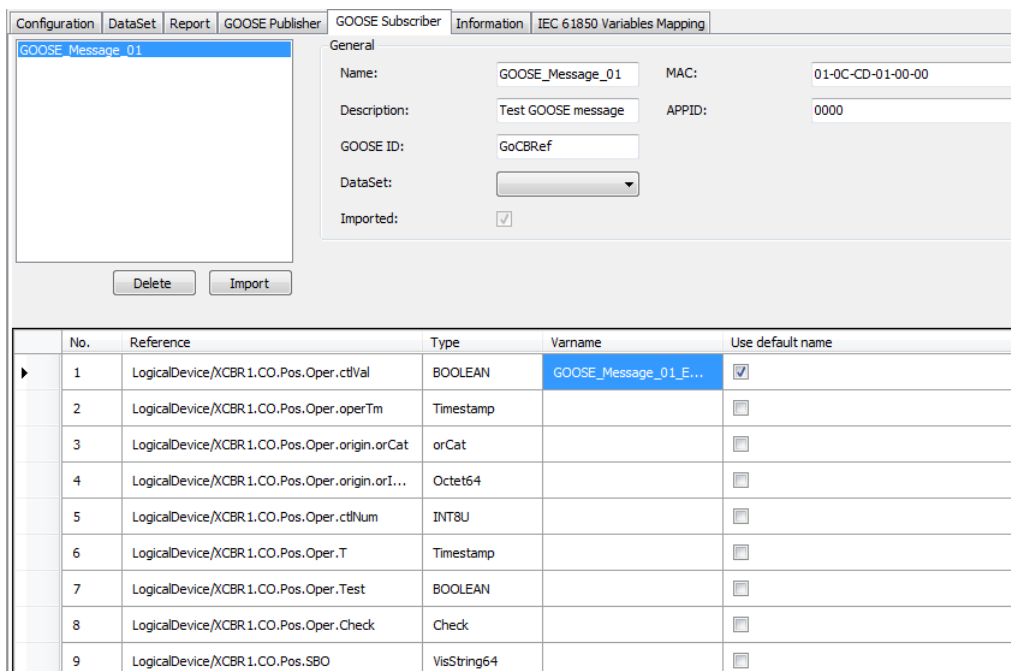 Configuration DataSet Report GOOSE Publisher GOOSE Subscriber Information IEC 61850 Variables Mapping
GOOSE_Message_01
General
Name: GOOSE_Message_01 MAC: 01-0C-CD-01-00-00
Description: Test GOOSE message APPID: 0000
GOOSE ID: GoCBRef
DataSet:
Imported:
Delete Import
No. Reference Type Varname Use default name
1 LogicalDevice/XCBR1.CO.Pos.Oper.ctlVal BOOLEAN GOOSE_Message_01_E...
2 LogicalDevice/XCBR1.CO.Pos.Oper.operTm Timestamp
3 LogicalDevice/XCBR1.CO.Pos.Oper.origin.orCat orCat
4 LogicalDevice/XCBR1.CO.Pos.Oper.origin.orI... Octet64
5 LogicalDevice/XCBR1.CO.Pos.Oper.ctlNum INT8U
6 LogicalDevice/XCBR1.CO.Pos.Oper.T Timestamp
7 LogicalDevice/XCBR1.CO.Pos.Oper.Test BOOLEAN
8 LogicalDevice/XCBR1.CO.Pos.Oper.Check Check
9 LogicalDevice/XCBR1.CO.Pos.SBO VisString64